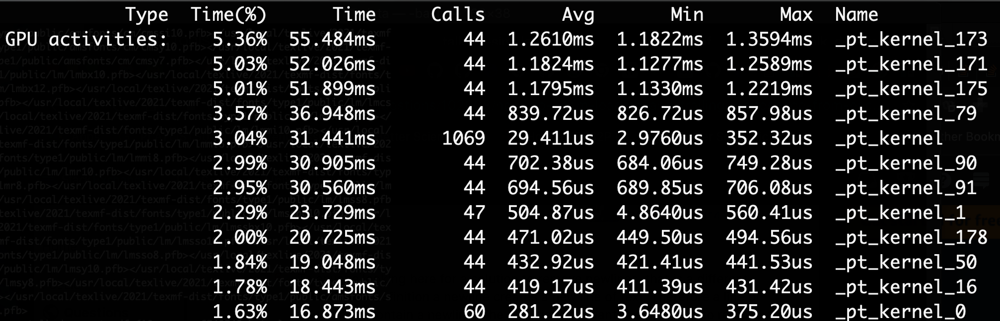 Type Time(%) Time Calls Avg Min Max Name
GPU activities: 5.36% 55.484ms 44 1.2610ms 1.1822ms 1.3594ms _pt_kernel_173
5.03% 52.026ms 44 1.1824ms 1.1277ms 1.2589ms _pt_kernel_171
5.01% 51.899ms 44 1.1795ms 1.1330ms 1.2219ms _pt_kernel_175
3.57% 36.948ms 44 839.72us 826.72us 857.98us _pt_kernel_79
3.04% 31.441ms 1069 29.411us 2.9760us 352.32us _pt_kernel
2.99% 30.905ms 44 702.38us 684.06us 749.28us _pt_kernel_90
2.95% 30.560ms 44 694.56us 689.85us 706.08us _pt_kernel_91
2.29% 23.729ms 47 504.87us 4.8640us 560.41us _pt_kernel_1
2.00% 20.725ms 44 471.02us 449.50us 494.56us _pt_kernel_178
1.84% 19.048ms 44 432.92us 421.41us 441.53us _pt_kernel_50
1.78% 18.443ms 44 419.17us 411.39us 431.42us _pt_kernel_16
1.63% 16.873ms 60 281.22us 3.6480us 375.20us _pt_kernel_0